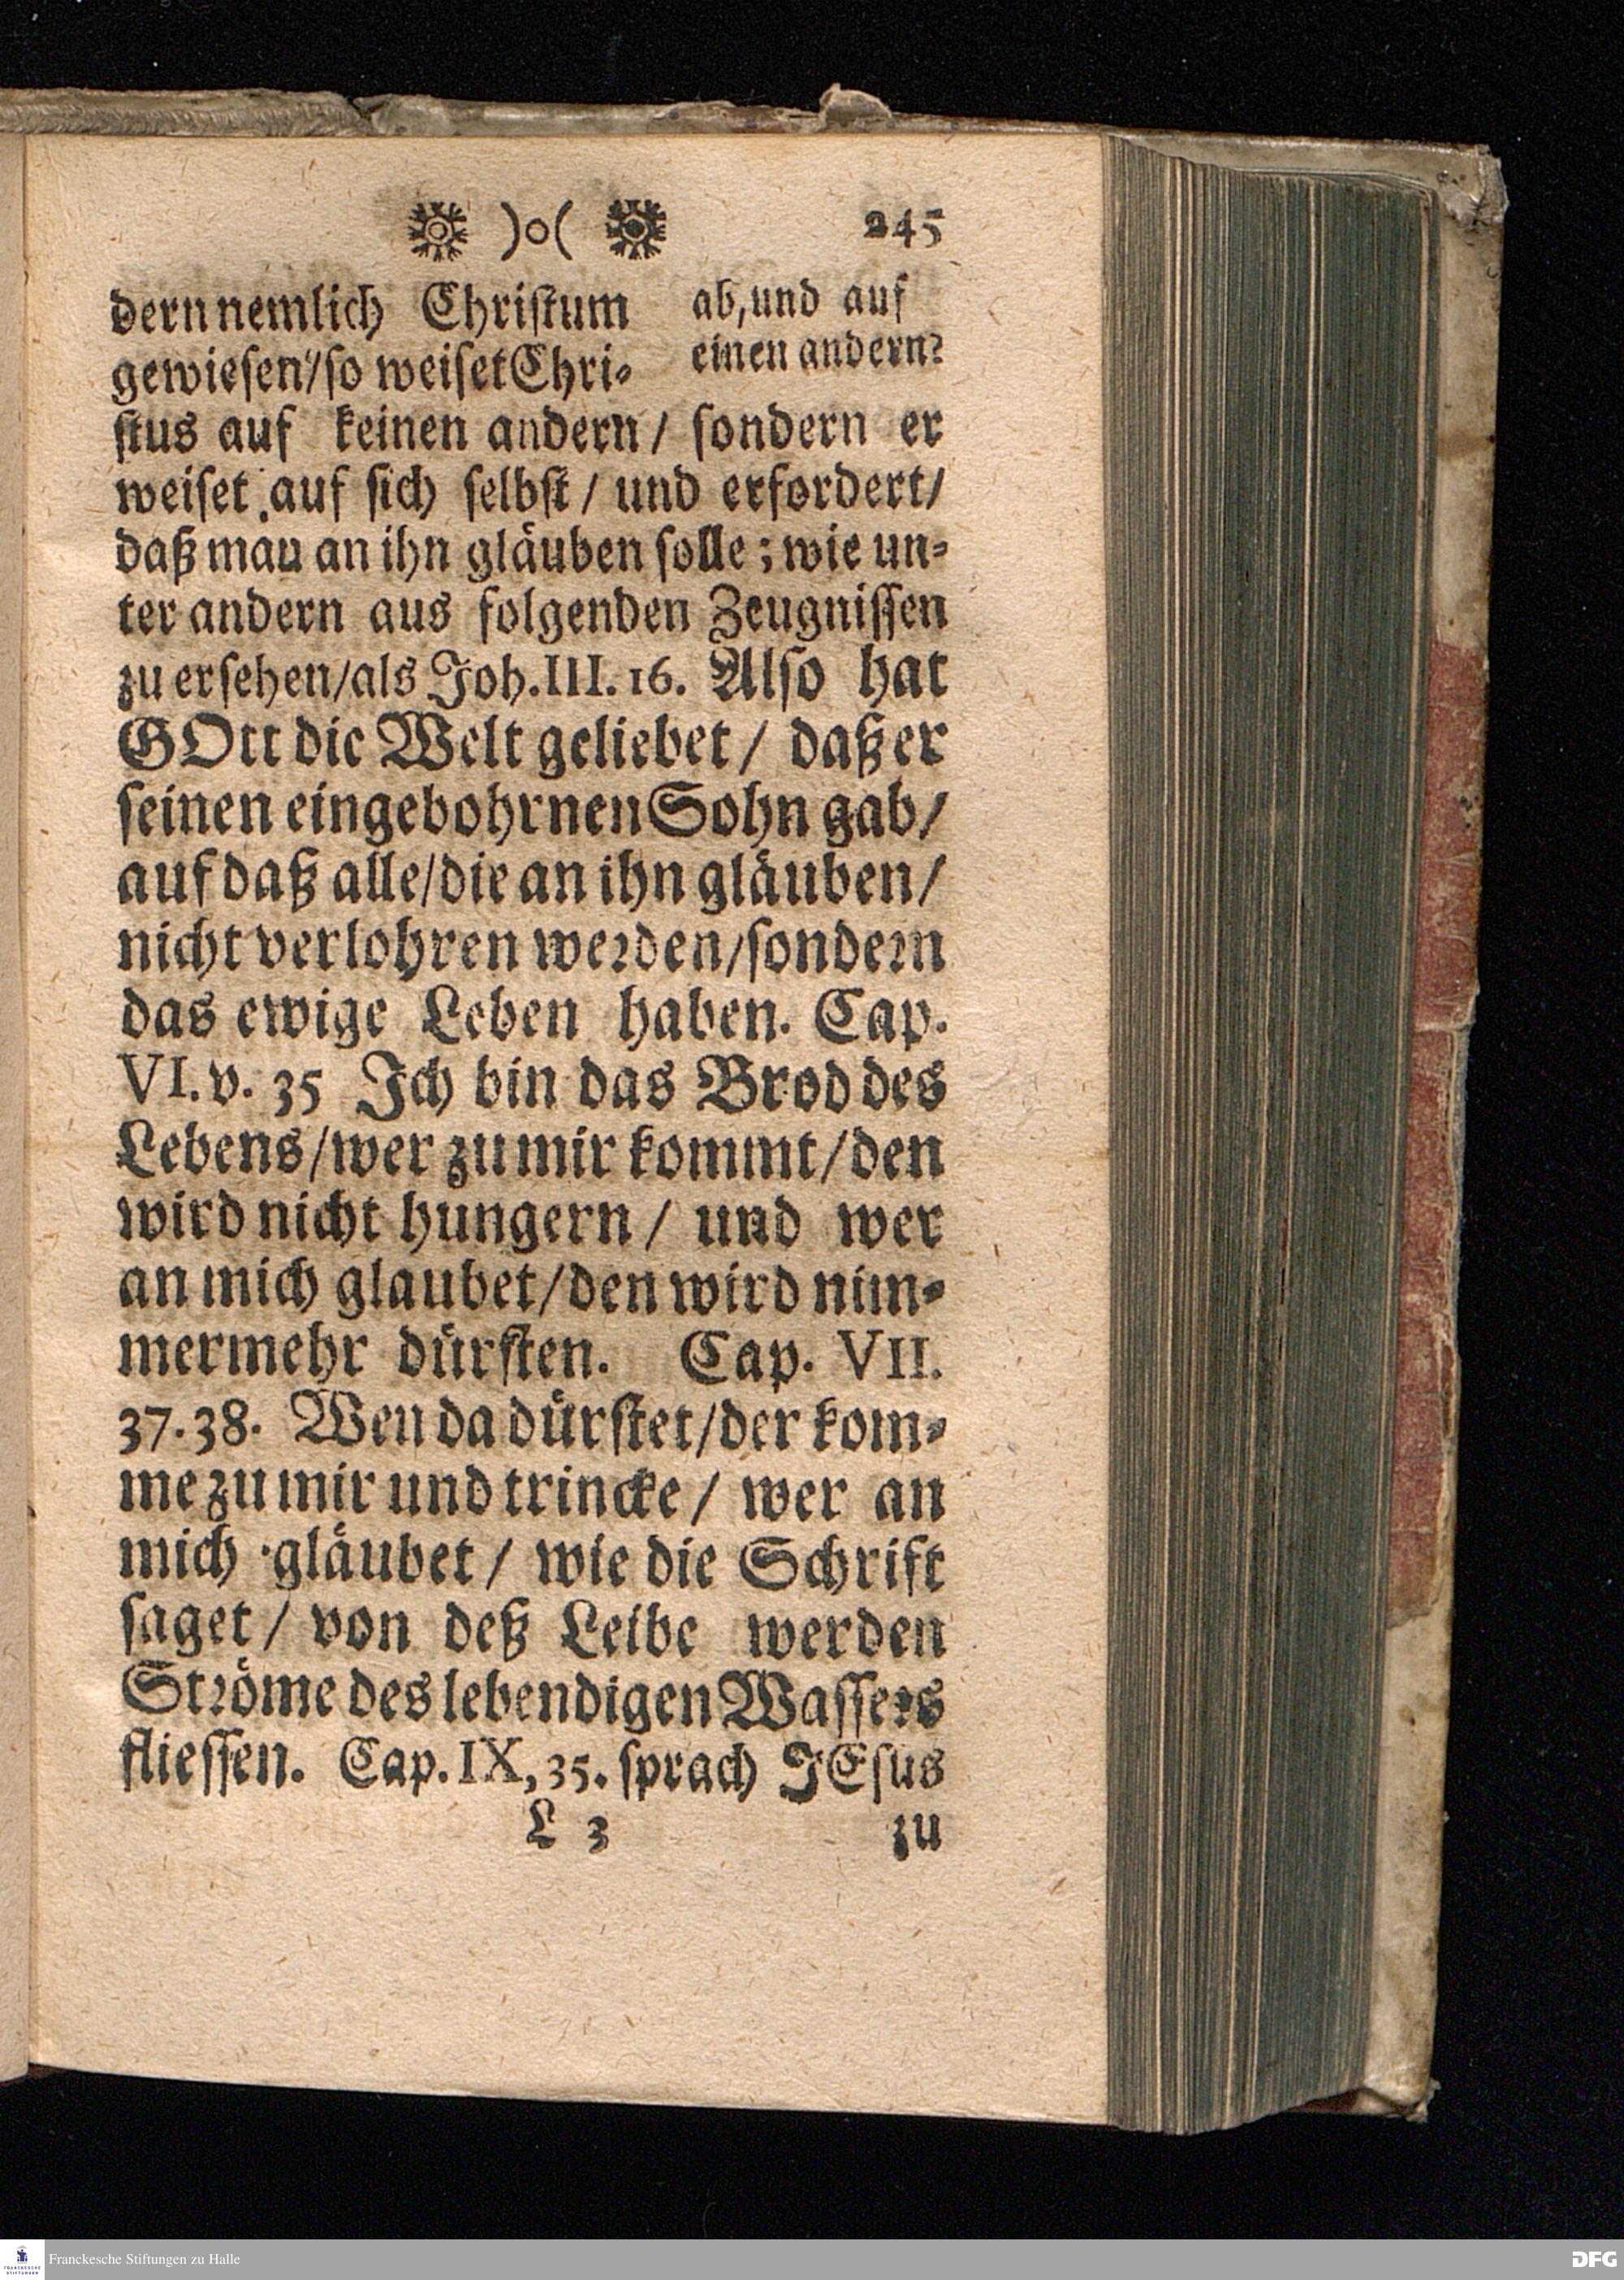 )o( 245
dern nemlich Christum
gewiesen/so weiset Chri-
ab, und auf
einen andern?
stus auf keinen andern / sondern er
weiset auf sich selbst / und erfordert/
daß man an ihn gläuben solle; wie un-
ter andern aus folgenden Zeugnissen
zu ersehen/als Joh. III. 16. Also hat
GOtt die Welt geliebet / daß er
seinen eingebohrnen Sohn gab/
auf daß alle/die an ihn gläuben/
nicht verlohren werden/sondern
das ewige Leben haben. Cap.
VI. v. 35 Ich bin das Brod des
Lebens/wer zu mir kommt/den
wird nicht hungern / und wer
an mich glaubet/den wird nim-
mermehr dürsten. Cap. VII.
37. 38. Wen da dürstet/der kom-
me zu mir und trincke / wer an
mich gläubet / wie die Schrift
saget / von deß Leibe werden
Ströme des lebendigen Wassers
fliessen. Cap. IX, 35. sprach JEsus
L 3 zu
Franckesche Stiftungen zu Halle
FRANCKESCHE
STIFTUNGEN
DFG